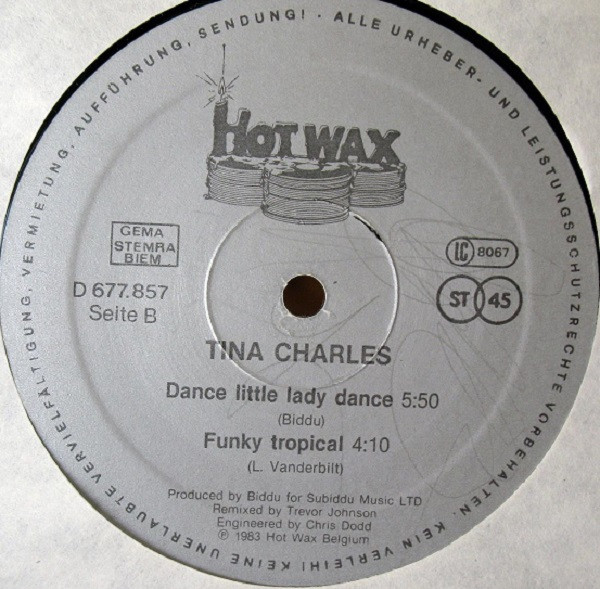 ALLE URHEBER- UND LEISTUNGSSCHUTZRECHTE VORBEHALTEN. KEIN VERLEIH! KEINE UNERLAUBTE VERVIELFÄLTIGUNG, VERMIETUNG, AUFFÜHRUNG, SENDUNG! ·
HOT WAX
GEMA
STEMRA
BIEM
LC 8067
D 677.857
Seite B
ST 45
TINA CHARLES
Dance little lady dance 5:50
(Biddu)
Funky tropical 4:10
(L. Vanderbilt)
Produced by Biddu for Subiddu Music LTD
Remixed by Trevor Johnson
Engineered by Chris Dodd
℗ 1983 Hot Wax Belgium